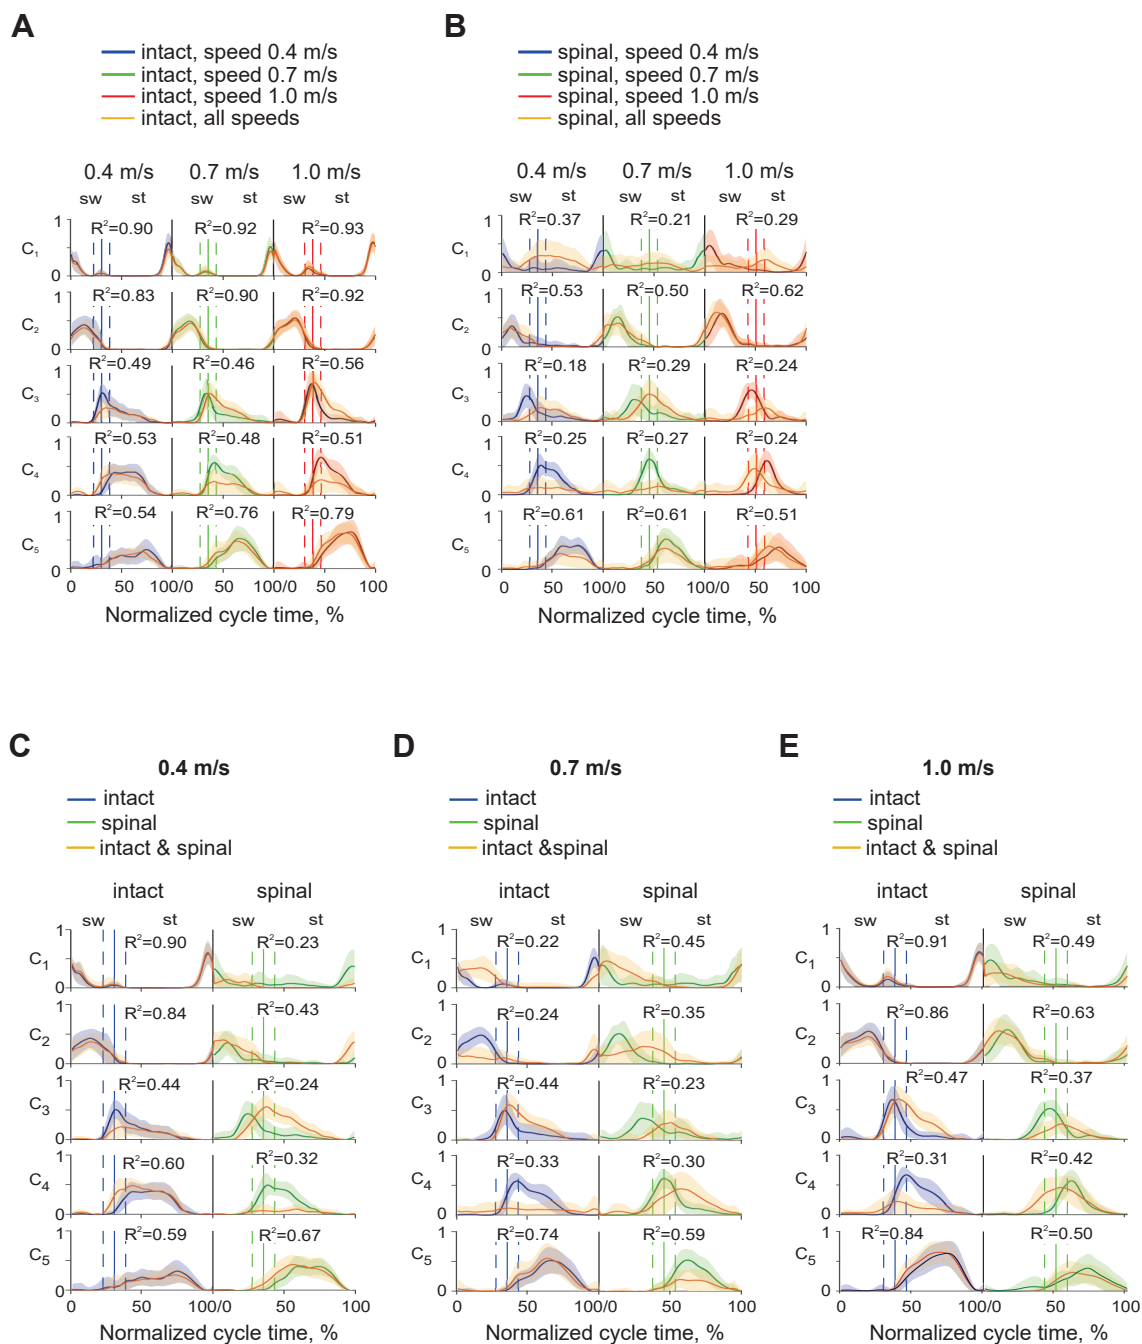 A
intact, speed 0.4 m/s
intact, speed 0.7 m/s
intact, speed 1.0 m/s
intact, all speeds
0.4 m/s 0.7 m/s 1.0 m/s
sw st sw sw st
1 R²=0.90 R²=0.92 R²=0.93
C₁
0
1 R²=0.83 R²=0.90 R²=0.92
C₂
0
1 R²=0.49 R²=0.46 R²=0.56
C₃
0
1 R²=0.53 R²=0.48 R²=0.51
C₄
0
1 R²=0.54 R²=0.76 R²=0.79
C₅
0
0 50 100/0 50 100/0 50 100
Normalized cycle time, %
B
spinal, speed 0.4 m/s
spinal, speed 0.7 m/s
spinal, speed 1.0 m/s
spinal, all speeds
0.4 m/s 0.7 m/s 1.0 m/s
sw st sw st sw st
1 R²=0.37 R²=0.21 R²=0.29
C₁
0
1 R²=0.53 R²=0.50 R²=0.62
C₂
0
1 R²=0.18 R²=0.29 R²=0.24
C₃
0
1 R²=0.25 R²=0.27 R²=0.24
C₄
0
1 R²=0.61 R²=0.61 R²=0.51
C₅
0
0 50 100/0 50 100/0 50 100
Normalized cycle time, %
C
0.4 m/s
intact
spinal
intact & spinal
intact spinal
sw st sw st
1 R²=0.90 R²=0.23
C₁
0
1 R²=0.84 R²=0.43
C₂
0
1 R²=0.44 R²=0.24
C₃
0
1 R²=0.60 R²=0.32
C₄
0
1 R²=0.59 R²=0.67
C₅
0
0 50 100/0 50 100
Normalized cycle time, %
D
0.7 m/s
intact
spinal
intact &spinal
intact spinal
sw st sw st
1 R²=0.22 R²=0.45
C₁
0
1 R²=0.24 R²=0.35
C₂
0
1 R²=0.44 R²=0.23
C₃
0
1 R²=0.33 R²=0.30
C₄
0
1 R²=0.74 R²=0.59
C₅
0
0 50 100/0 50 100
Normalized cycle time, %
E
1.0 m/s
intact
spinal
intact & spinal
intact spinal
sw st sw st
1 R²=0.91 R²=0.49
C₁
0
1 R²=0.86 R²=0.63
C₂
0
1 R²=0.47 R²=0.37
C₃
0
1 R²=0.31 R²=0.42
C₄
0
1 R²=0.84 R²=0.50
C₅
0
0 50 100/0 50 100
Normalized cycle time, %